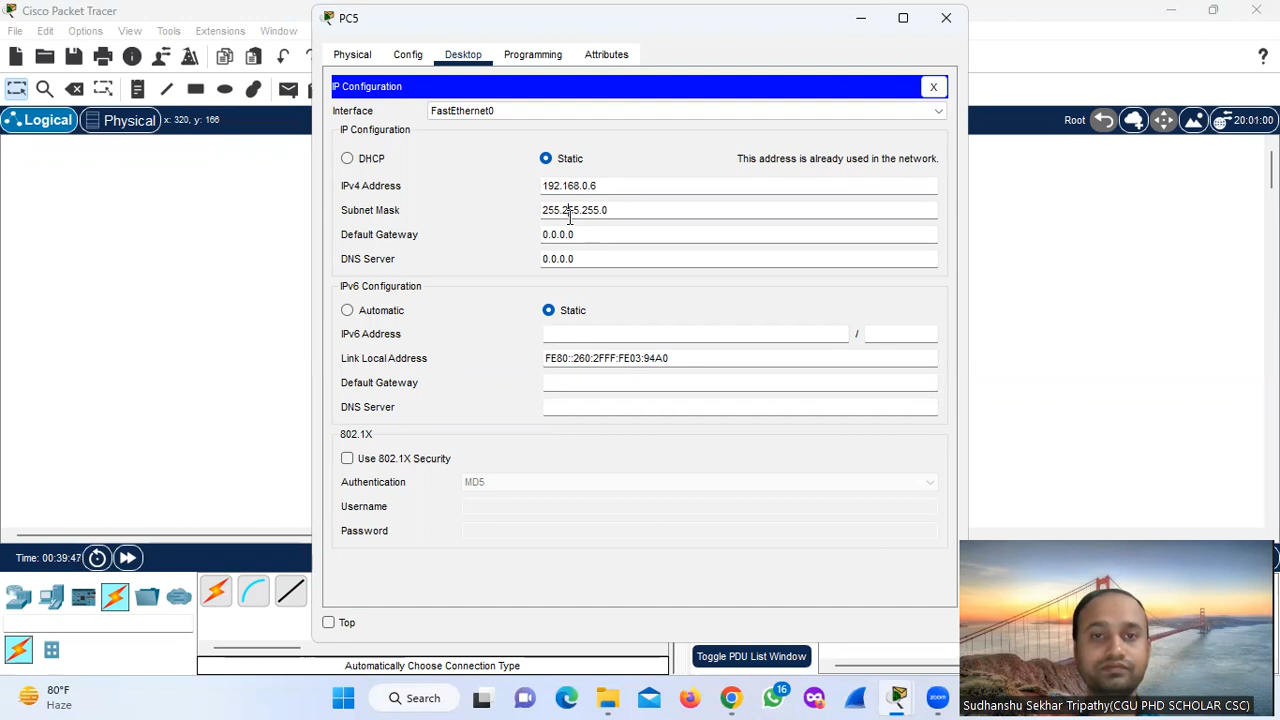 Cisco Packet Tracer
File Edit Options View Tools Extensions Window
?
Logical Physical x: 320, y: 166
Root 20:01:00
PC5
Physical Config Desktop Programming Attributes
IP Configuration X
Interface FastEthernet0
IP Configuration
DHCP Static This address is already used in the network.
IPv4 Address 192.168.0.6
Subnet Mask 255.255.255.0
Default Gateway 0.0.0.0
DNS Server 0.0.0.0
IPv6 Configuration
Automatic Static
IPv6 Address /
Link Local Address FE80::260:2FFF:FE03:94A0
Default Gateway
DNS Server
802.1X
Use 802.1X Security
Authentication MD5
Username
Password
Top
Time: 00:39:47
Automatically Choose Connection Type
Toggle PDU List Window
80°F
Haze
Search
16
zoom
Sudhanshu Sekhar Tripathy(CGU PHD SCHOLAR CSC)